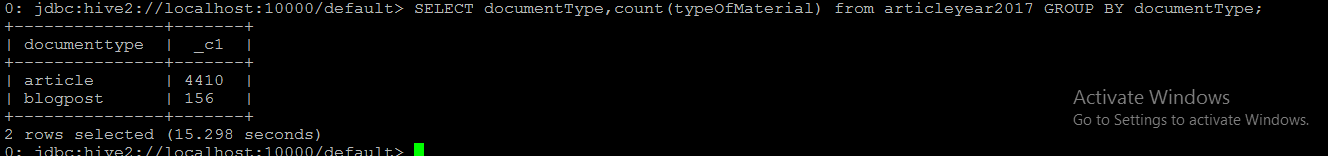 0: jdbc:hive2://localhost:10000/default> SELECT documentType,count(typeOfMaterial) from articleyear2017 GROUP BY documentType;
+---------------+-------+
| documenttype  |  _c1  |
+---------------+-------+
| article       | 4410  |
| blogpost      | 156   |
+---------------+-------+
2 rows selected (15.298 seconds)
0: jdbc:hive2://localhost:10000/default>
Activate Windows
Go to Settings to activate Windows.